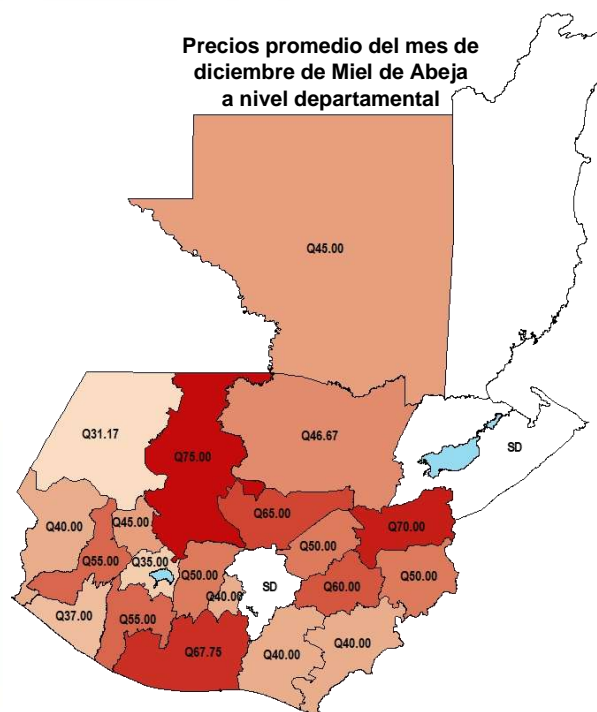 Precios promedio del mes de
diciembre de Miel de Abeja
a nivel departamental
Q45.00
Q31.17
Q46.67
Q75.00
SD
Q40.00
Q45.00
Q65.00
Q70.00
Q55.00
Q35.00
Q50.00
Q50.00
Q50.00
Q40.00
SD
Q60.00
Q37.00
Q55.00
Q67.75
Q40.00
Q40.00